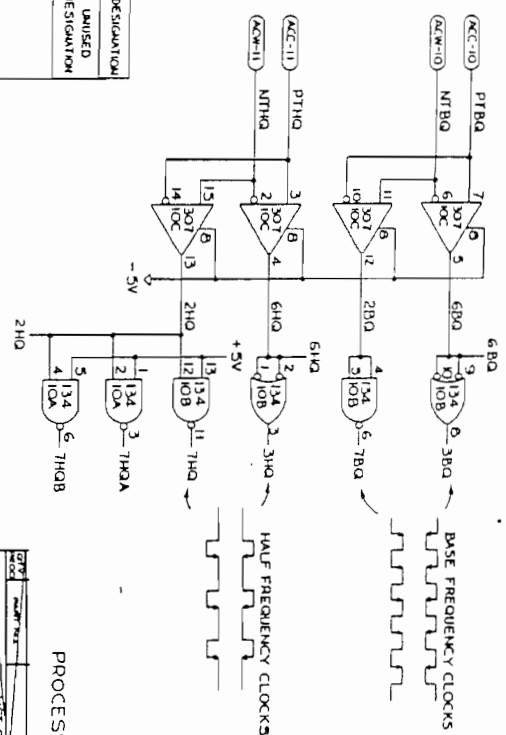 BASE FREQUENCY CLOCKS
HALF FREQUENCY CLOCKS
ACC-10
PTBQ
7
8
6
307
10C
5
6BQ
6BQ
9
10
134
10B
8
3BQ
ACW-10
NTBQ
11
8
10
307
10C
12
2BQ
4
5
134
10B
6
7BQ
ACC-11
PTHQ
3
8
2
307
10C
4
6HQ
6HQ
2
1
134
10B
3
3HQ
ACW-11
NTHQ
15
8
14
307
10C
13
2HQ
-5V
+5V
13
12
134
10B
11
7HQ
1
2
134
10A
3
7HQA
2HQ
5
4
134
10A
6
7HQB
DESIGNATION
UNUSED
ESIGNATION
PROCES